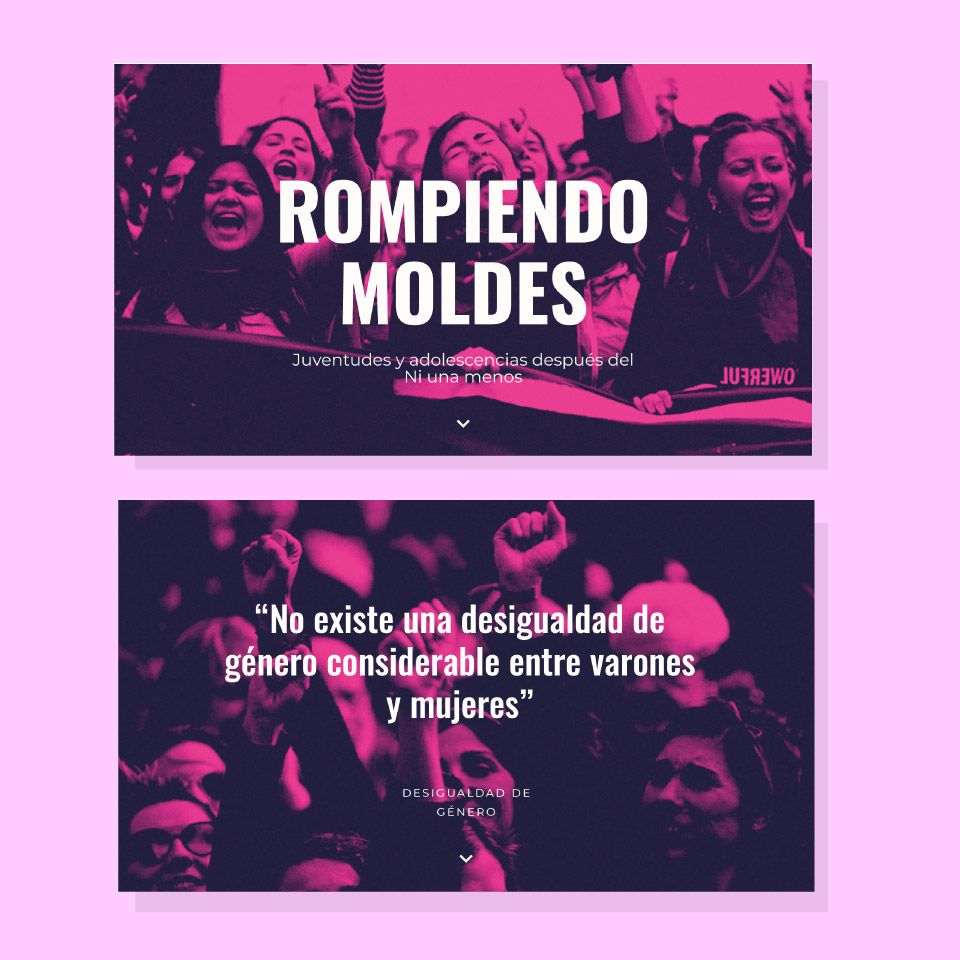 ROMPIENDO
MOLDES
Juventudes y adolescencias después del
Ni una menos
OWERFUL
“No existe una desigualdad de
género considerable entre varones
y mujeres”
DESIGUALDAD DE
GÉNERO